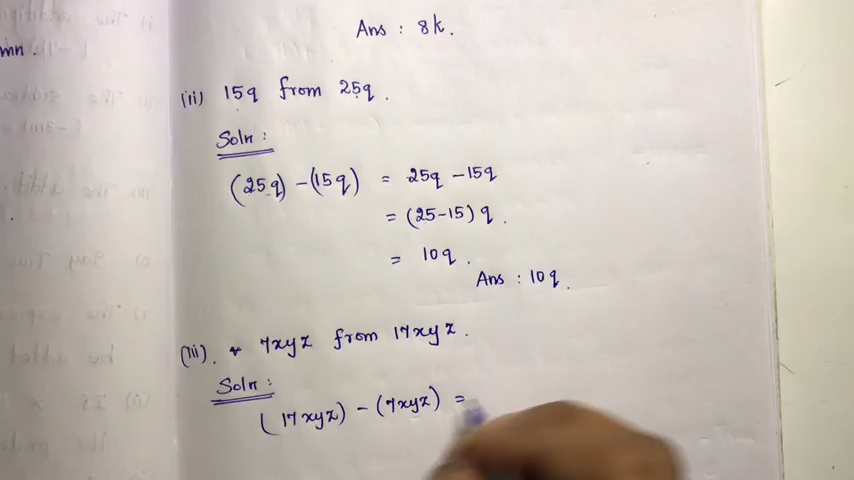 Ans : 8k.
mn.
(ii) 15q from 25q.
Soln:
(25q) - (15q) = 25q - 15q
= (25-15) q.
= 10q.
Ans : 10q.
(iii). 7xyz from 17xyz.
Soln:
(17xyz) - (7xyz) =